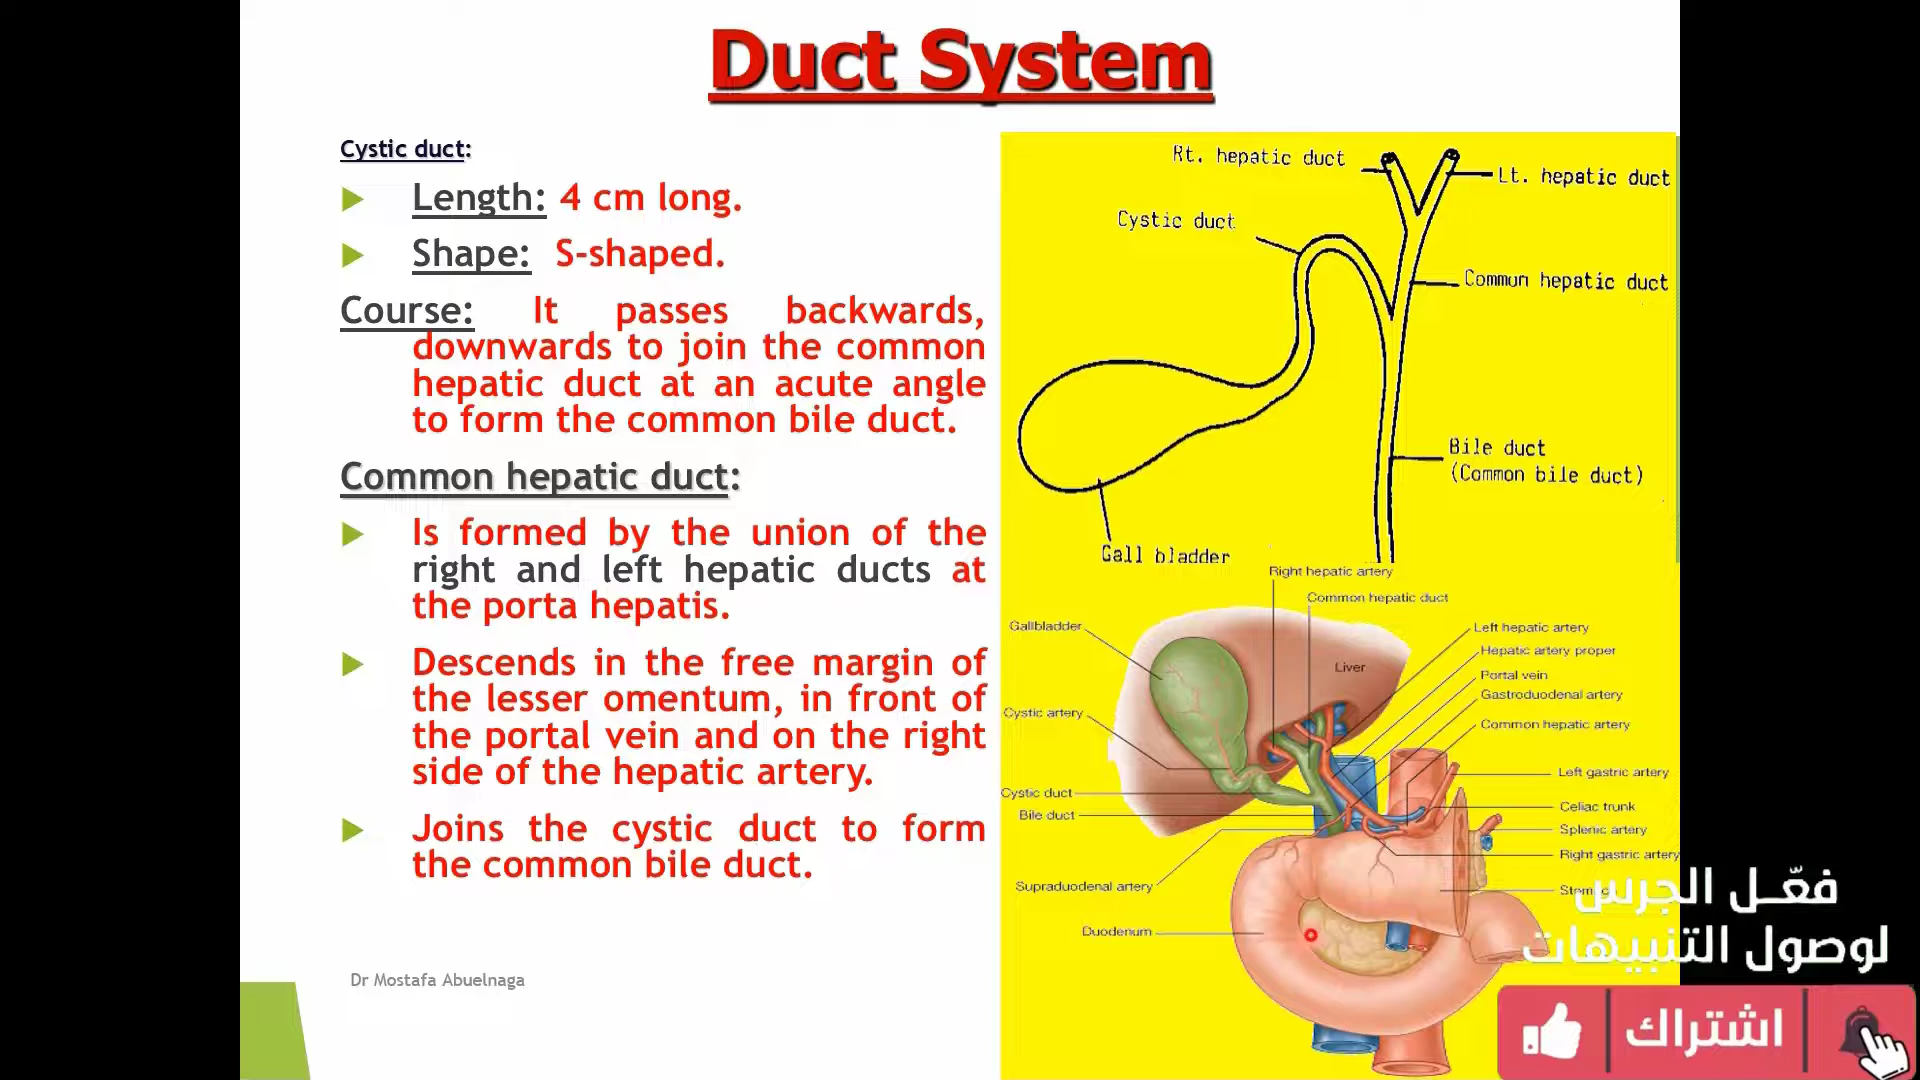 Duct System
Cystic duct:
Length: 4 cm long.
Shape: S-shaped.
Course: It passes backwards,
downwards to join the common
hepatic duct at an acute angle
to form the common bile duct.
Common hepatic duct:
Is formed by the union of the
right and left hepatic ducts at
the porta hepatis.
Descends in the free margin of
the lesser omentum, in front of
the portal vein and on the right
side of the hepatic artery.
Joins the cystic duct to form
the common bile duct.
Dr Mostafa Abuelnaga
Rt. hepatic duct
Lt. hepatic duct
Cystic duct
Common hepatic duct
Bile duct
(Common bile duct)
Gall bladder
Right hepatic artery
Common hepatic duct
Gallbladder
Left hepatic artery
Hepatic artery proper
Liver
Portal vein
Gastroduodenal artery
Cystic artery
Common hepatic artery
Left gastric artery
Cystic duct
Celiac trunk
Bile duct
Splenic artery
Right gastric artery
Supraduodenal artery
Duodenum
فعّل الجرس
لوصول التنبيهات
اشتراك